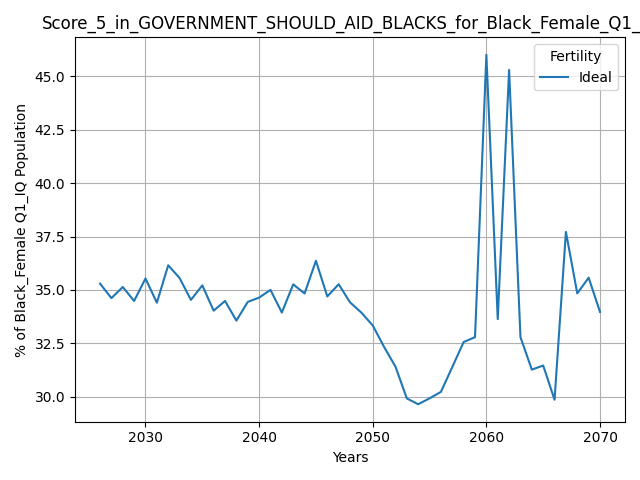 Score_5_in_GOVERNMENT_SHOULD_AID_BLACKS_for_Black_Female_Q1_
Fertility
Ideal
45.0
42.5
40.0
37.5
35.0
32.5
30.0
% of Black_Female Q1_IQ Population
2030 2040 2050 2060 2070
Years